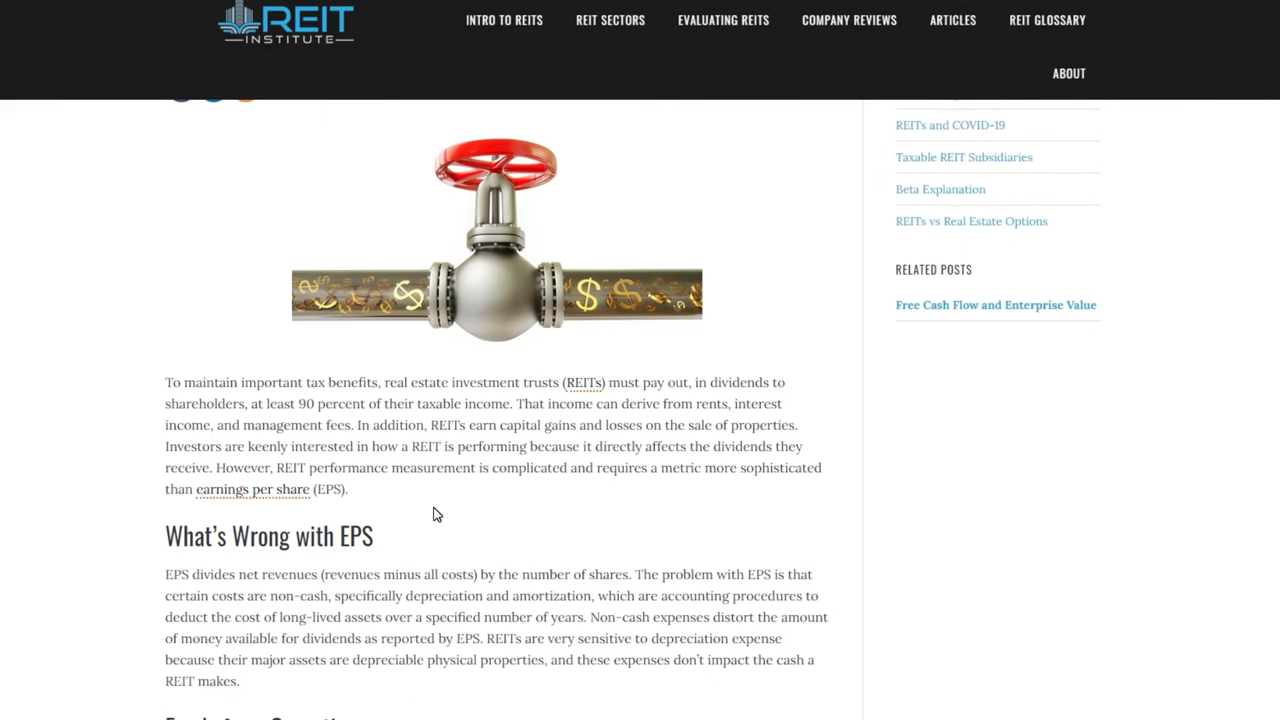 REIT
INSTITUTE
INTRO TO REITS
REIT SECTORS
EVALUATING REITS
COMPANY REVIEWS
ARTICLES
REIT GLOSSARY
ABOUT
To maintain important tax benefits, real estate investment trusts (REITs) must pay out, in dividends to
shareholders, at least 90 percent of their taxable income. That income can derive from rents, interest
income, and management fees. In addition, REITs earn capital gains and losses on the sale of properties.
Investors are keenly interested in how a REIT is performing because it directly affects the dividends they
receive. However, REIT performance measurement is complicated and requires a metric more sophisticated
than earnings per share (EPS).
What's Wrong with EPS
EPS divides net revenues (revenues minus all costs) by the number of shares. The problem with EPS is that
certain costs are non-cash, specifically depreciation and amortization, which are accounting procedures to
deduct the cost of long-lived assets over a specified number of years. Non-cash expenses distort the amount
of money available for dividends as reported by EPS. REITs are very sensitive to depreciation expense
because their major assets are depreciable physical properties, and these expenses don't impact the cash a
REIT makes.
REITs and COVID-19
Taxable REIT Subsidiaries
Beta Explanation
REITs vs Real Estate Options
RELATED POSTS
Free Cash Flow and Enterprise Value